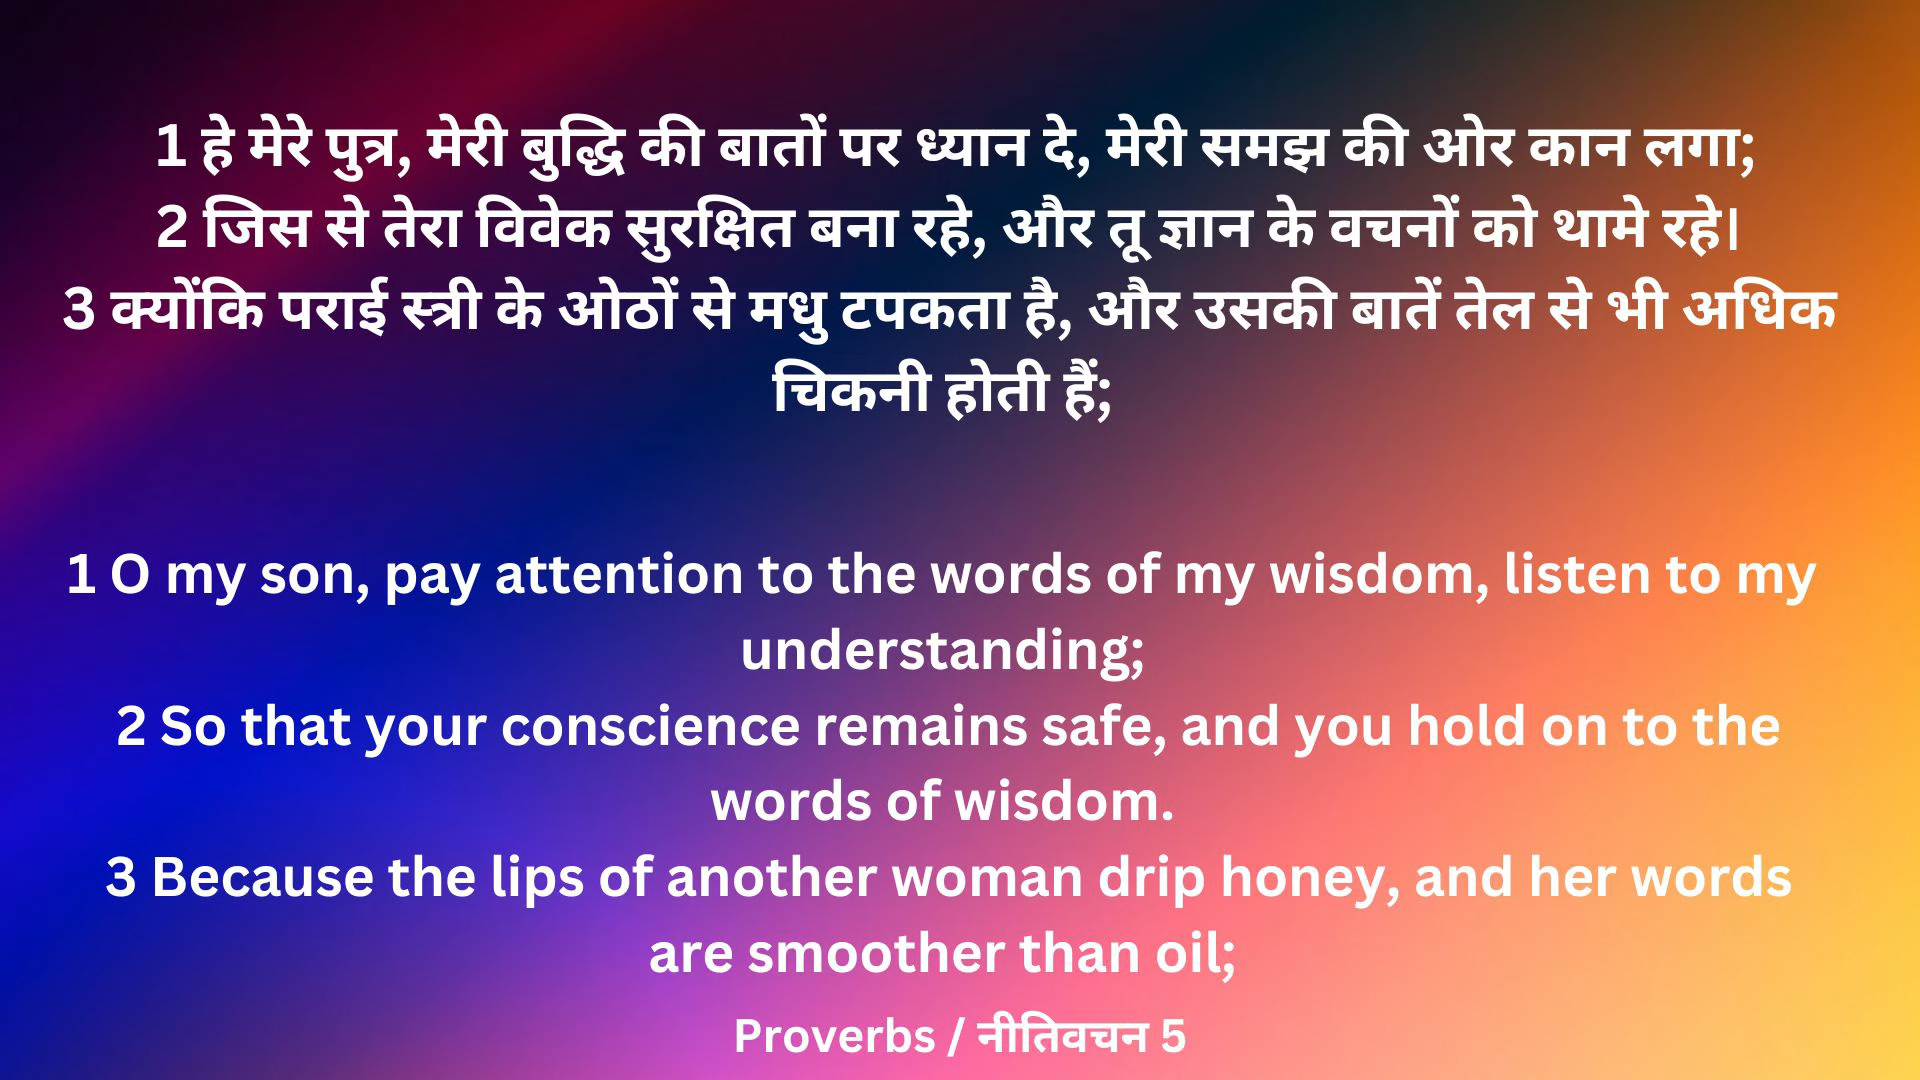 1 हे मेरे पुत्र, मेरी बुद्धि की बातों पर ध्यान दे, मेरी समझ की ओर कान लगा;
2 जिस से तेरा विवेक सुरक्षित बना रहे, और तू ज्ञान के वचनों को थामे रहे।
3 क्योंकि पराई स्त्री के ओठों से मधु टपकता है, और उसकी बातें तेल से भी अधिक
चिकनी होती हैं;
1 O my son, pay attention to the words of my wisdom, listen to my
understanding;
2 So that your conscience remains safe, and you hold on to the
words of wisdom.
3 Because the lips of another woman drip honey, and her words
are smoother than oil;
Proverbs / नीतिवचन 5